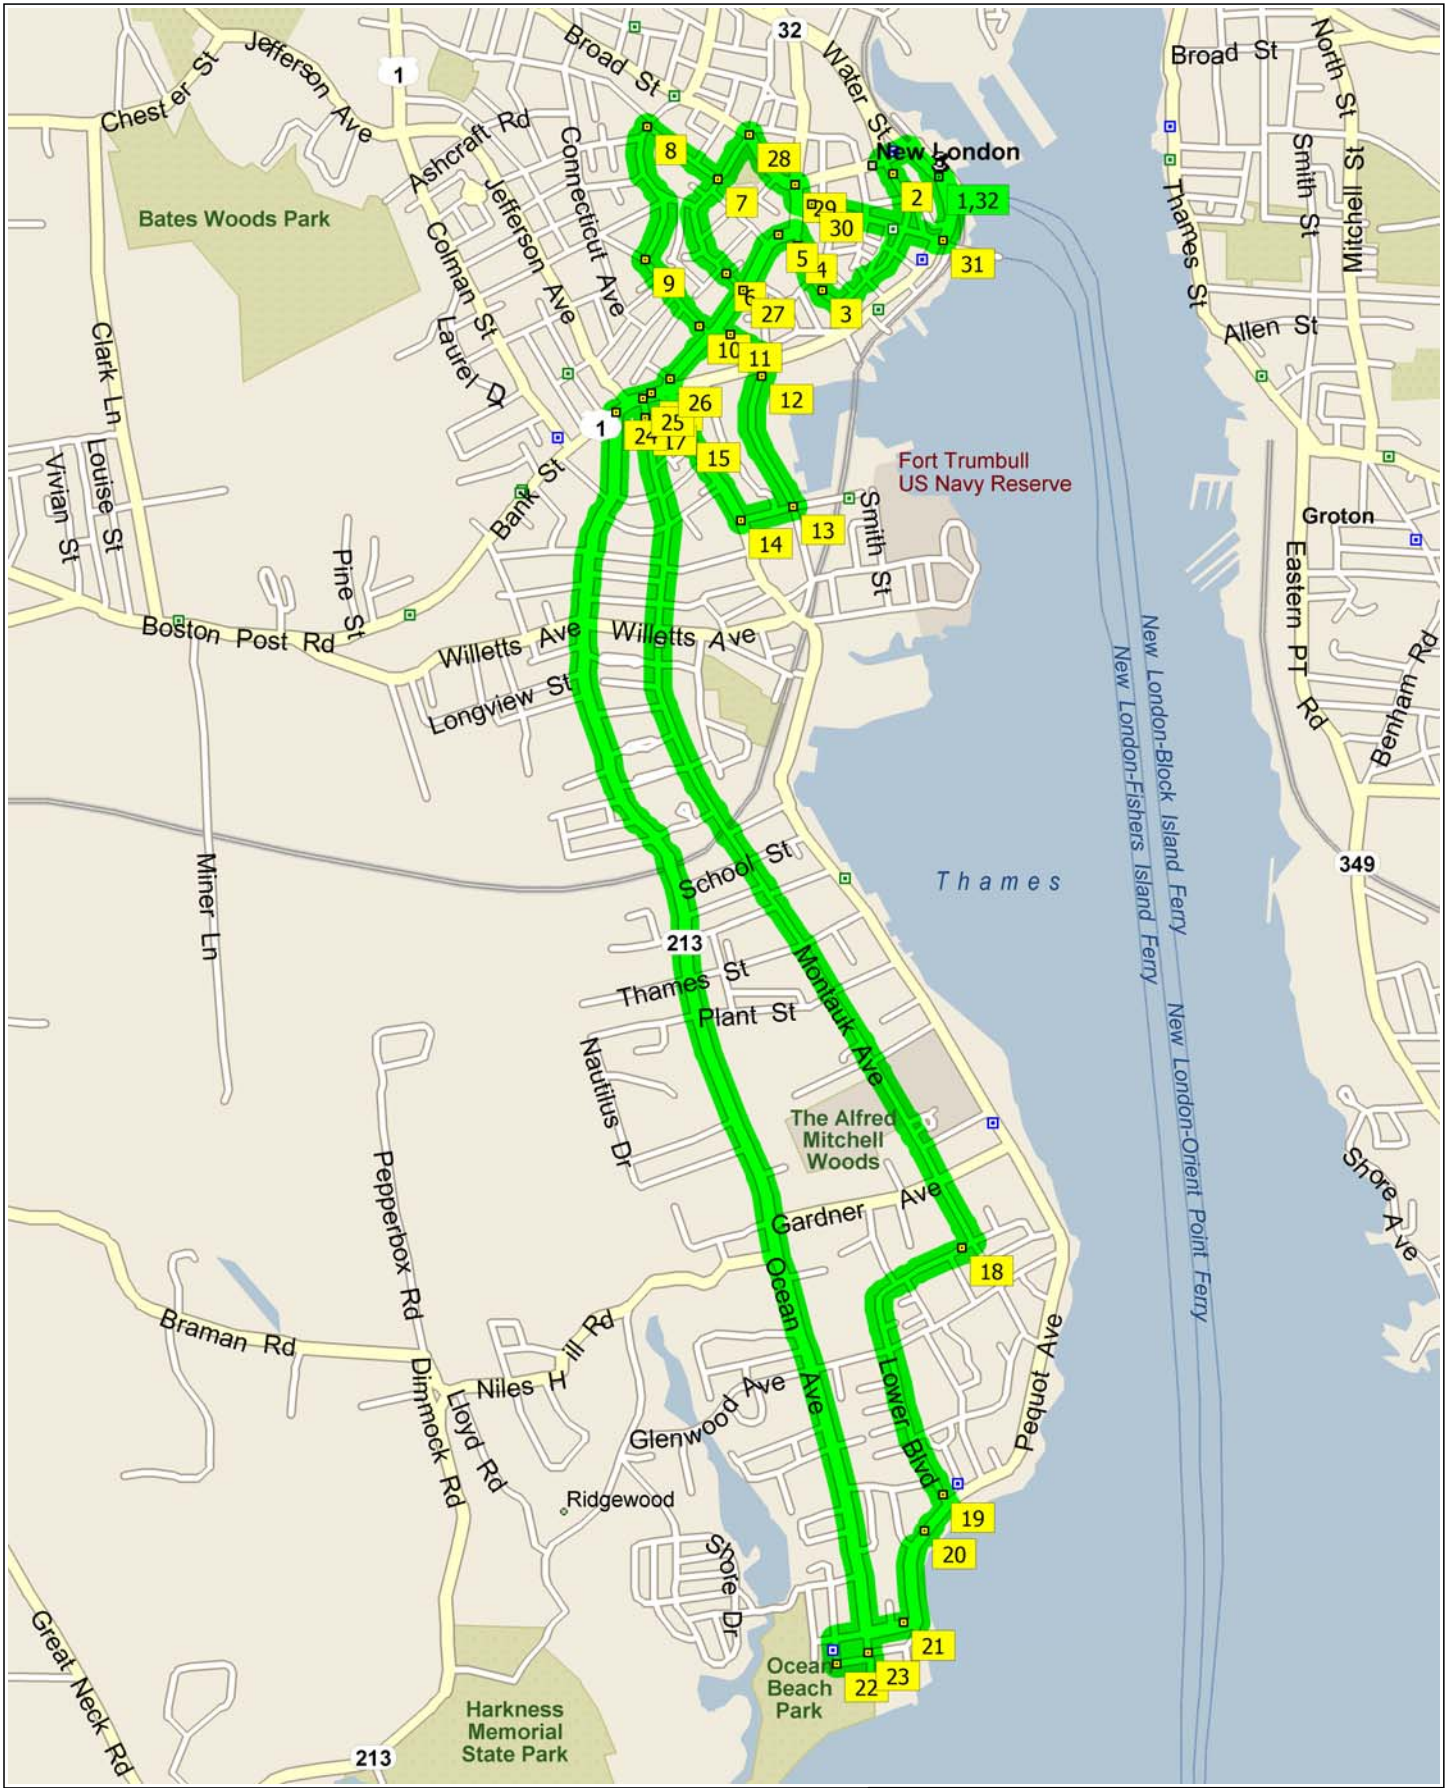 32
Broad St
North St
Jefferson Ave
1
Water St
Broad St
Chester St
Ashcraft Rd
Connecticut Ave
8
28
New London
Smith St
Mitchell St
Thames St
Bates Woods Park
Jefferson Ave
Colman St
7
2
1,32
29
30
5
4
31
9
6
27
3
Clark Ln
Laurel Dr
10
11
Allen St
12
26
1
24
25
17
15
Vivian St
Louise St
Bank St
Fort Trumbull
US Navy Reserve
Smith St
Groton
14
13
Pine St
Eastern PT Rd
Boston Post Rd
Willetts Ave
Willetts Ave
Longview St
Benham Rd
New London-Block Island Ferry
New London-Fishers Island Ferry
Miner Ln
School St
Thames
349
213
Thames St
Plant St
Montauk Ave
New London-Orient Point Ferry
Nautilus Dr
The Alfred
Mitchell
Woods
Shore Ave
Pepperbox Rd
Gardner Ave
18
Ocean Ave
Braman Rd
Niles Hill Rd
Dimmock Rd
Lloyd Rd
Glenwood Ave
Lower Blvd
Pequot Ave
Ridgewood
19
20
Shore Dr
21
Great Neck Rd
Ocean
Beach
Park
22
23
Harkness
Memorial
State Park
213